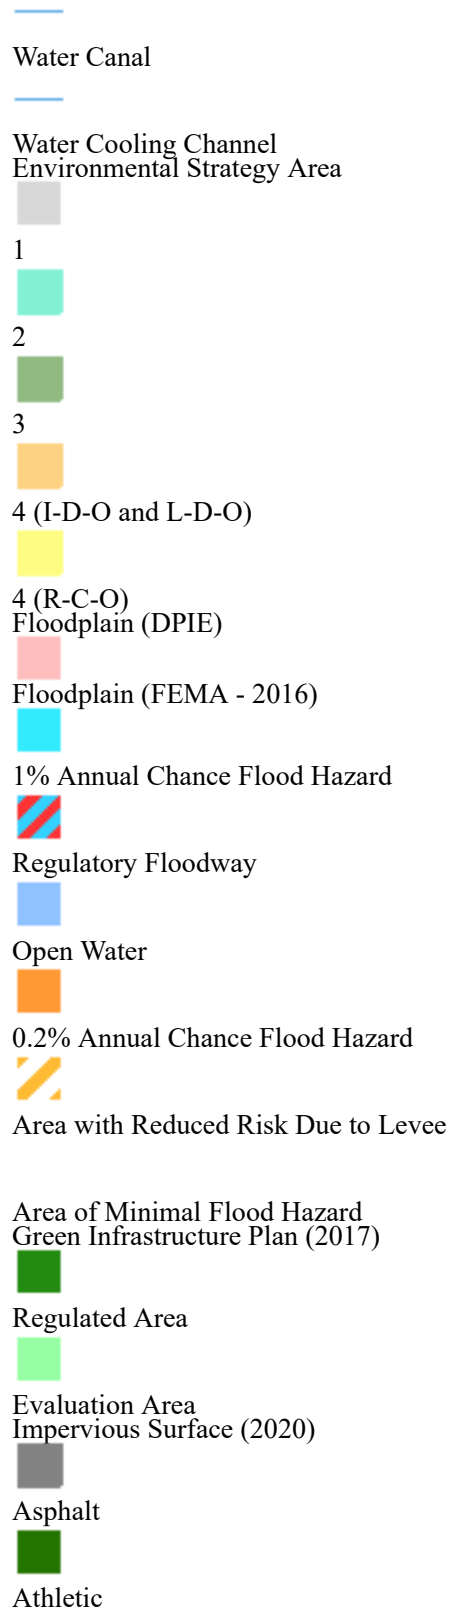 Water Canal
Water Cooling Channel
Environmental Strategy Area
1
2
3
4 (I-D-O and L-D-O)
4 (R-C-O)
Floodplain (DPIE)
Floodplain (FEMA - 2016)
1% Annual Chance Flood Hazard
Regulatory Floodway
Open Water
0.2% Annual Chance Flood Hazard
Area with Reduced Risk Due to Levee
Area of Minimal Flood Hazard
Green Infrastructure Plan (2017)
Regulated Area
Evaluation Area
Impervious Surface (2020)
Asphalt
Athletic